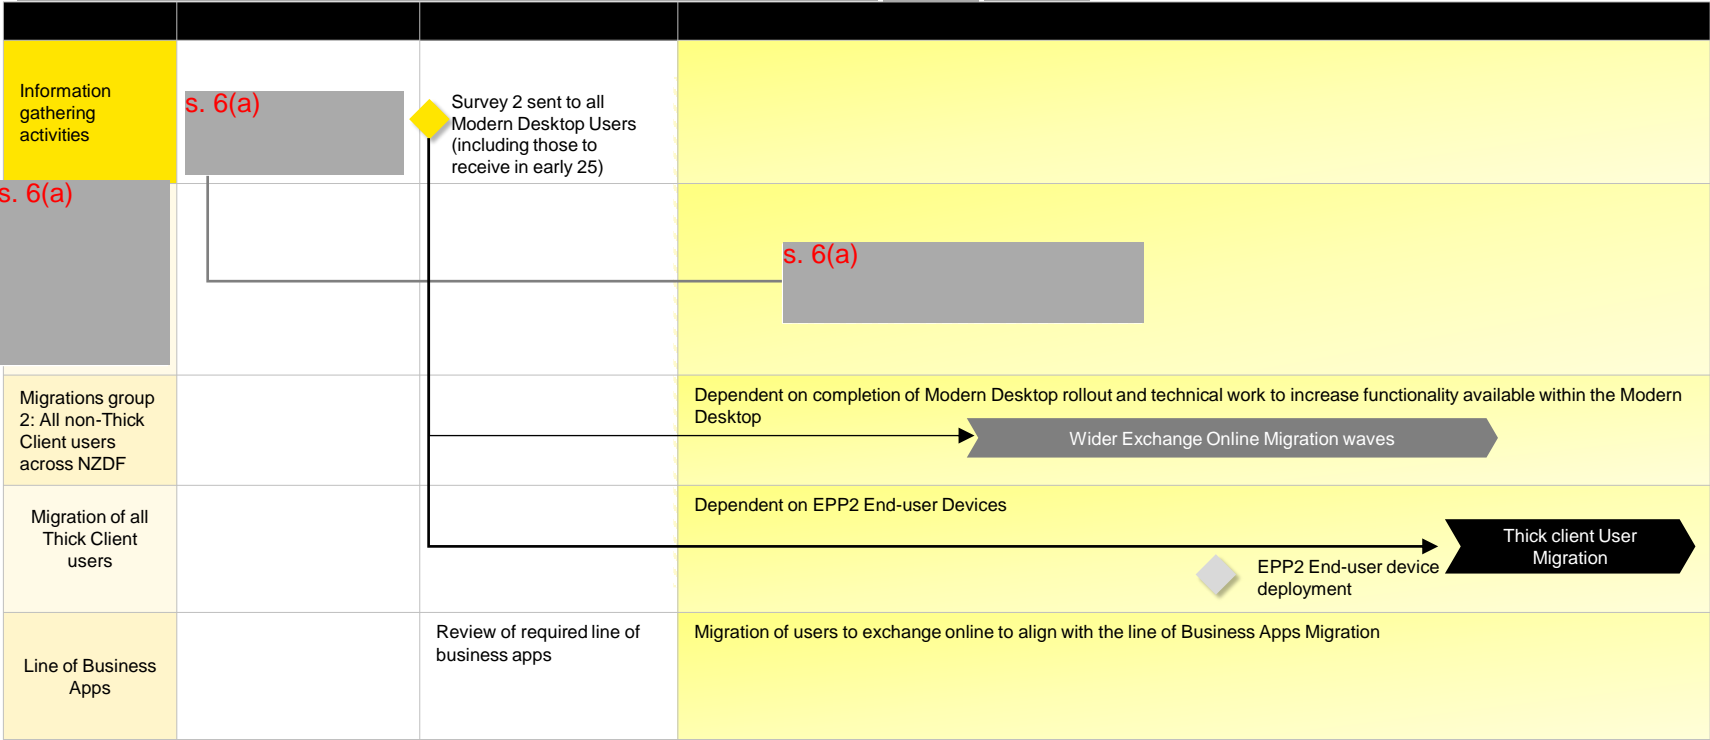 Information
gathering
activities
s. 6(a)
Survey 2 sent to all
Modern Desktop Users
(including those to
receive in early 25)
s. 6(a)
s. 6(a)
Migrations group
2: All non-Thick
Client users
across NZDF
Dependent on completion of Modern Desktop rollout and technical work to increase functionality available within the Modern
Desktop
Wider Exchange Online Migration waves
Migration of all
Thick Client
users
Dependent on EPP2 End-user Devices
Thick client User
Migration
EPP2 End-user device
deployment
Line of Business
Apps
Review of required line of
business apps
Migration of users to exchange online to align with the line of Business Apps Migration